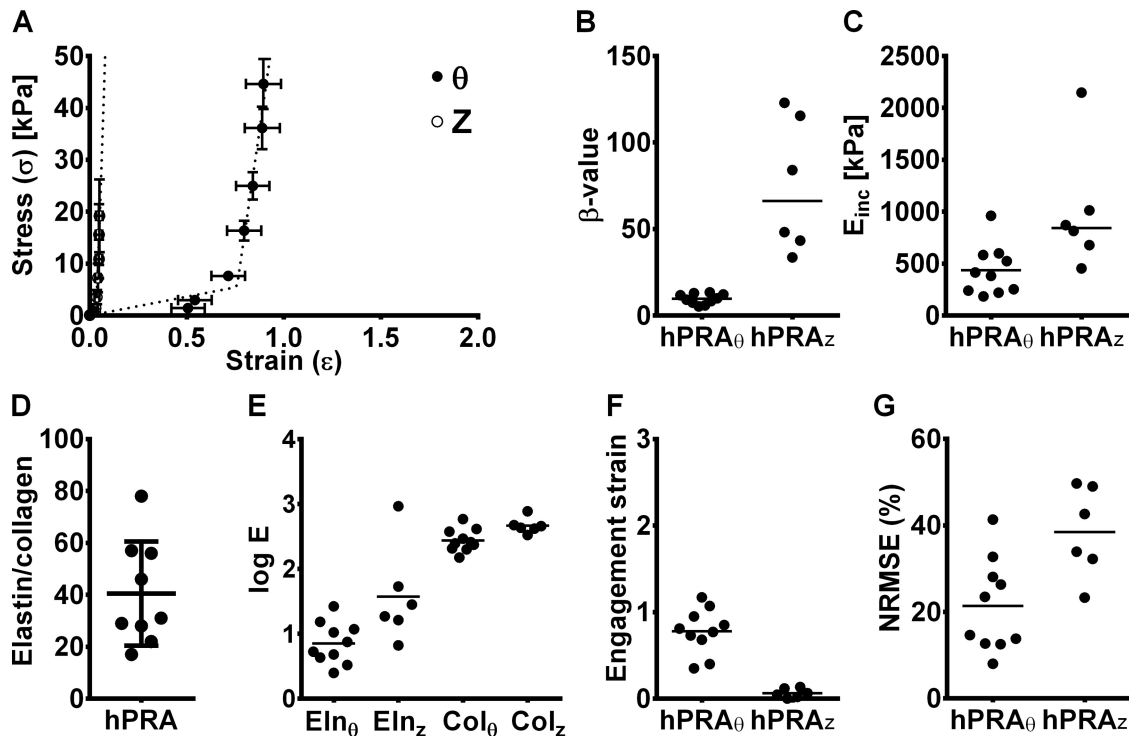 A
Stress (σ) [kPa]
50
40
30
20
10
0
0.0 0.5 1.0 1.5 2.0
Strain (ε)
θ
Z
B
β-value
150
100
50
0
hPRAθ hPRAz
C
Einc [kPa]
2500
2000
1500
1000
500
0
hPRAθ hPRAz
D
Elastin/collagen
100
80
60
40
20
0
hPRA
E
log E
4
3
2
1
0
Elnθ Elnz Colθ Colz
F
Engagement strain
3
2
1
0
hPRAθ hPRAz
G
NRMSE (%)
60
40
20
0
hPRAθ hPRAz